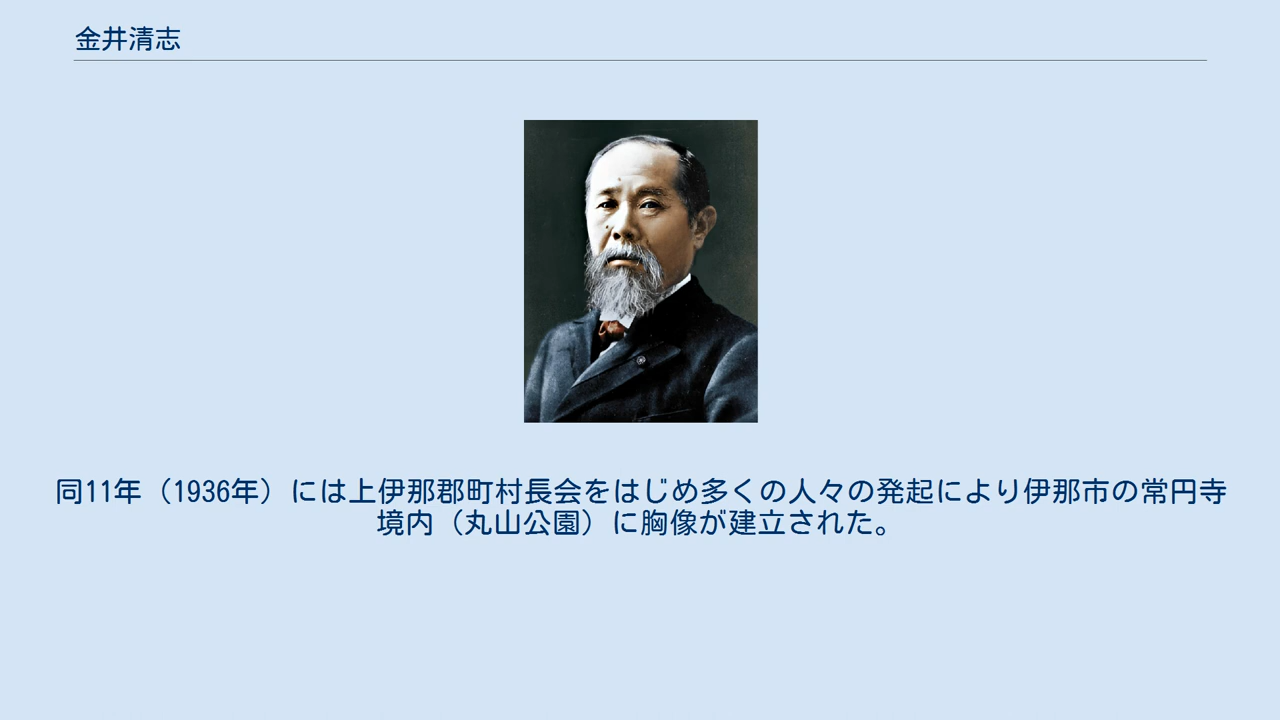 金井清志
同11年（1936年）には上伊那郡町村長会をはじめ多くの人々の発起により伊那市の常円寺
境内（丸山公園）に胸像が建立された。